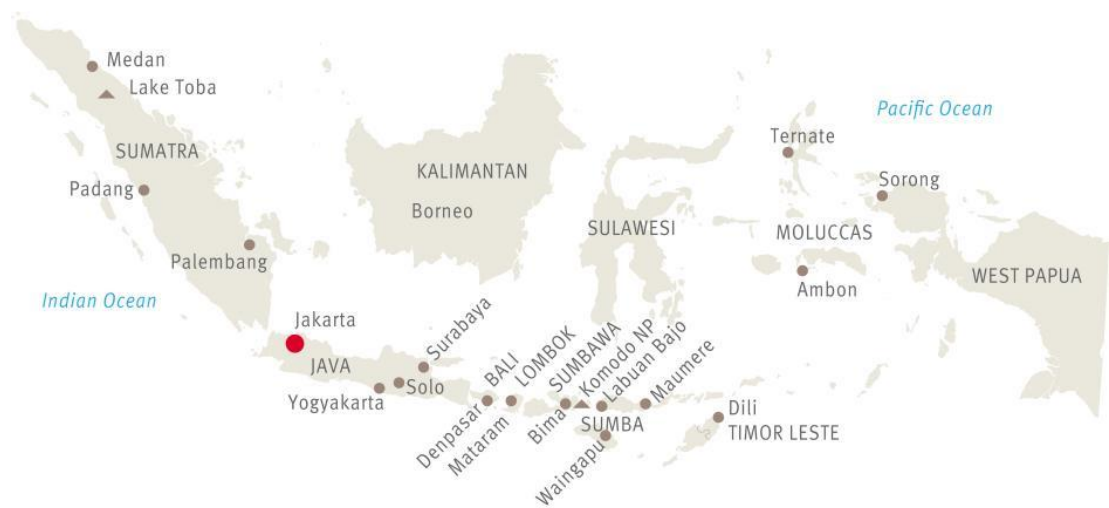 Medan
Lake Toba
Pacific Ocean
Ternate
SUMATRA
KALIMANTAN
Padang
Sorong
Borneo
SULAWESI
MOLUCCAS
Palembang
WEST PAPUA
Ambon
Indian Ocean
Jakarta
Surabaya
JAVA
Solo
Yogyakarta
BALI
Denpasar
LOMBOK
Mataram
SUMBAWA
Bima
Komodo NP
Labuan Bajo
Maumere
SUMBA
Waingapu
Dili
TIMOR LESTE